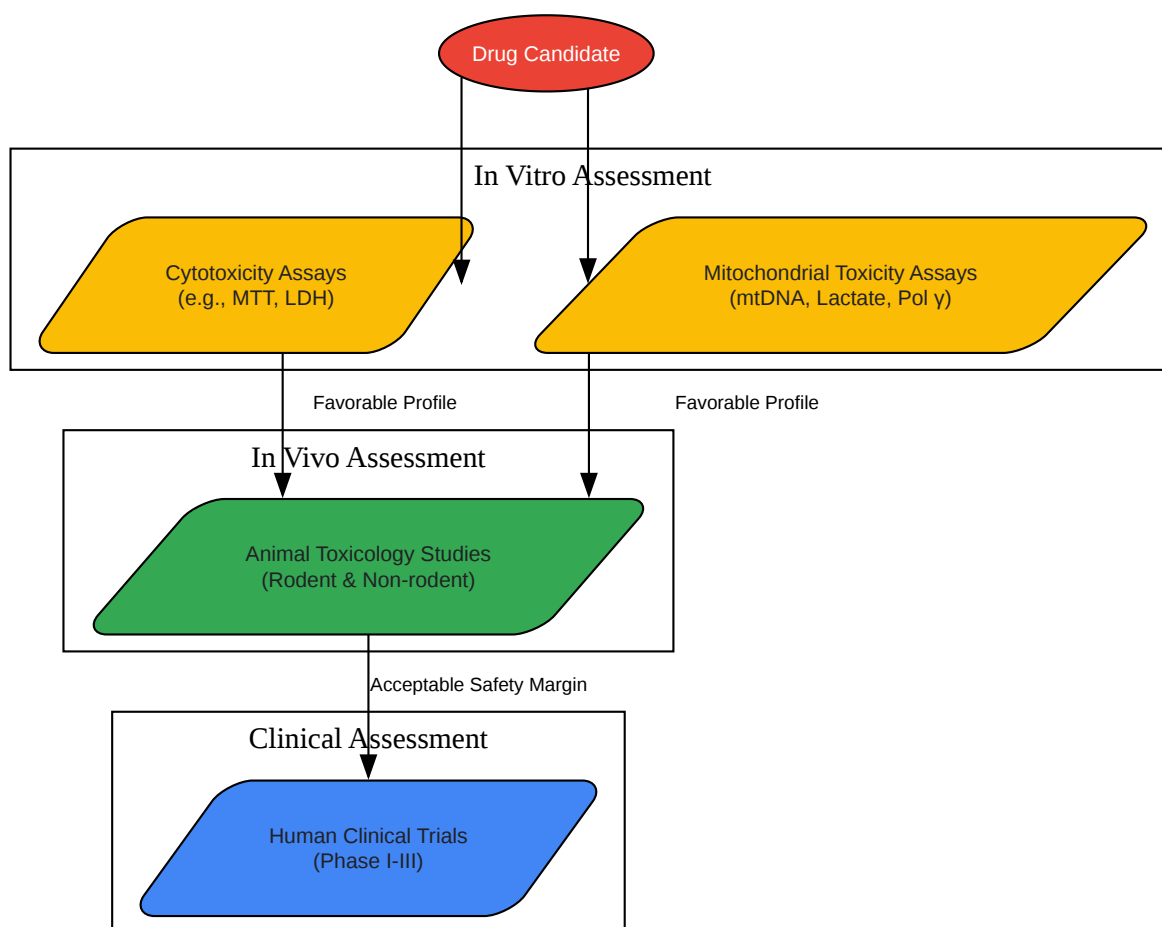 Drug Candidate
In Vitro Assessment
Cytotoxicity Assays
(e.g., MTT, LDH)
Mitochondrial Toxicity Assays
(mtDNA, Lactate, Pol γ)
Favorable Profile
Favorable Profile
In Vivo Assessment
Animal Toxicology Studies
(Rodent & Non-rodent)
Acceptable Safety Margin
Clinical Assessment
Human Clinical Trials
(Phase I-III)